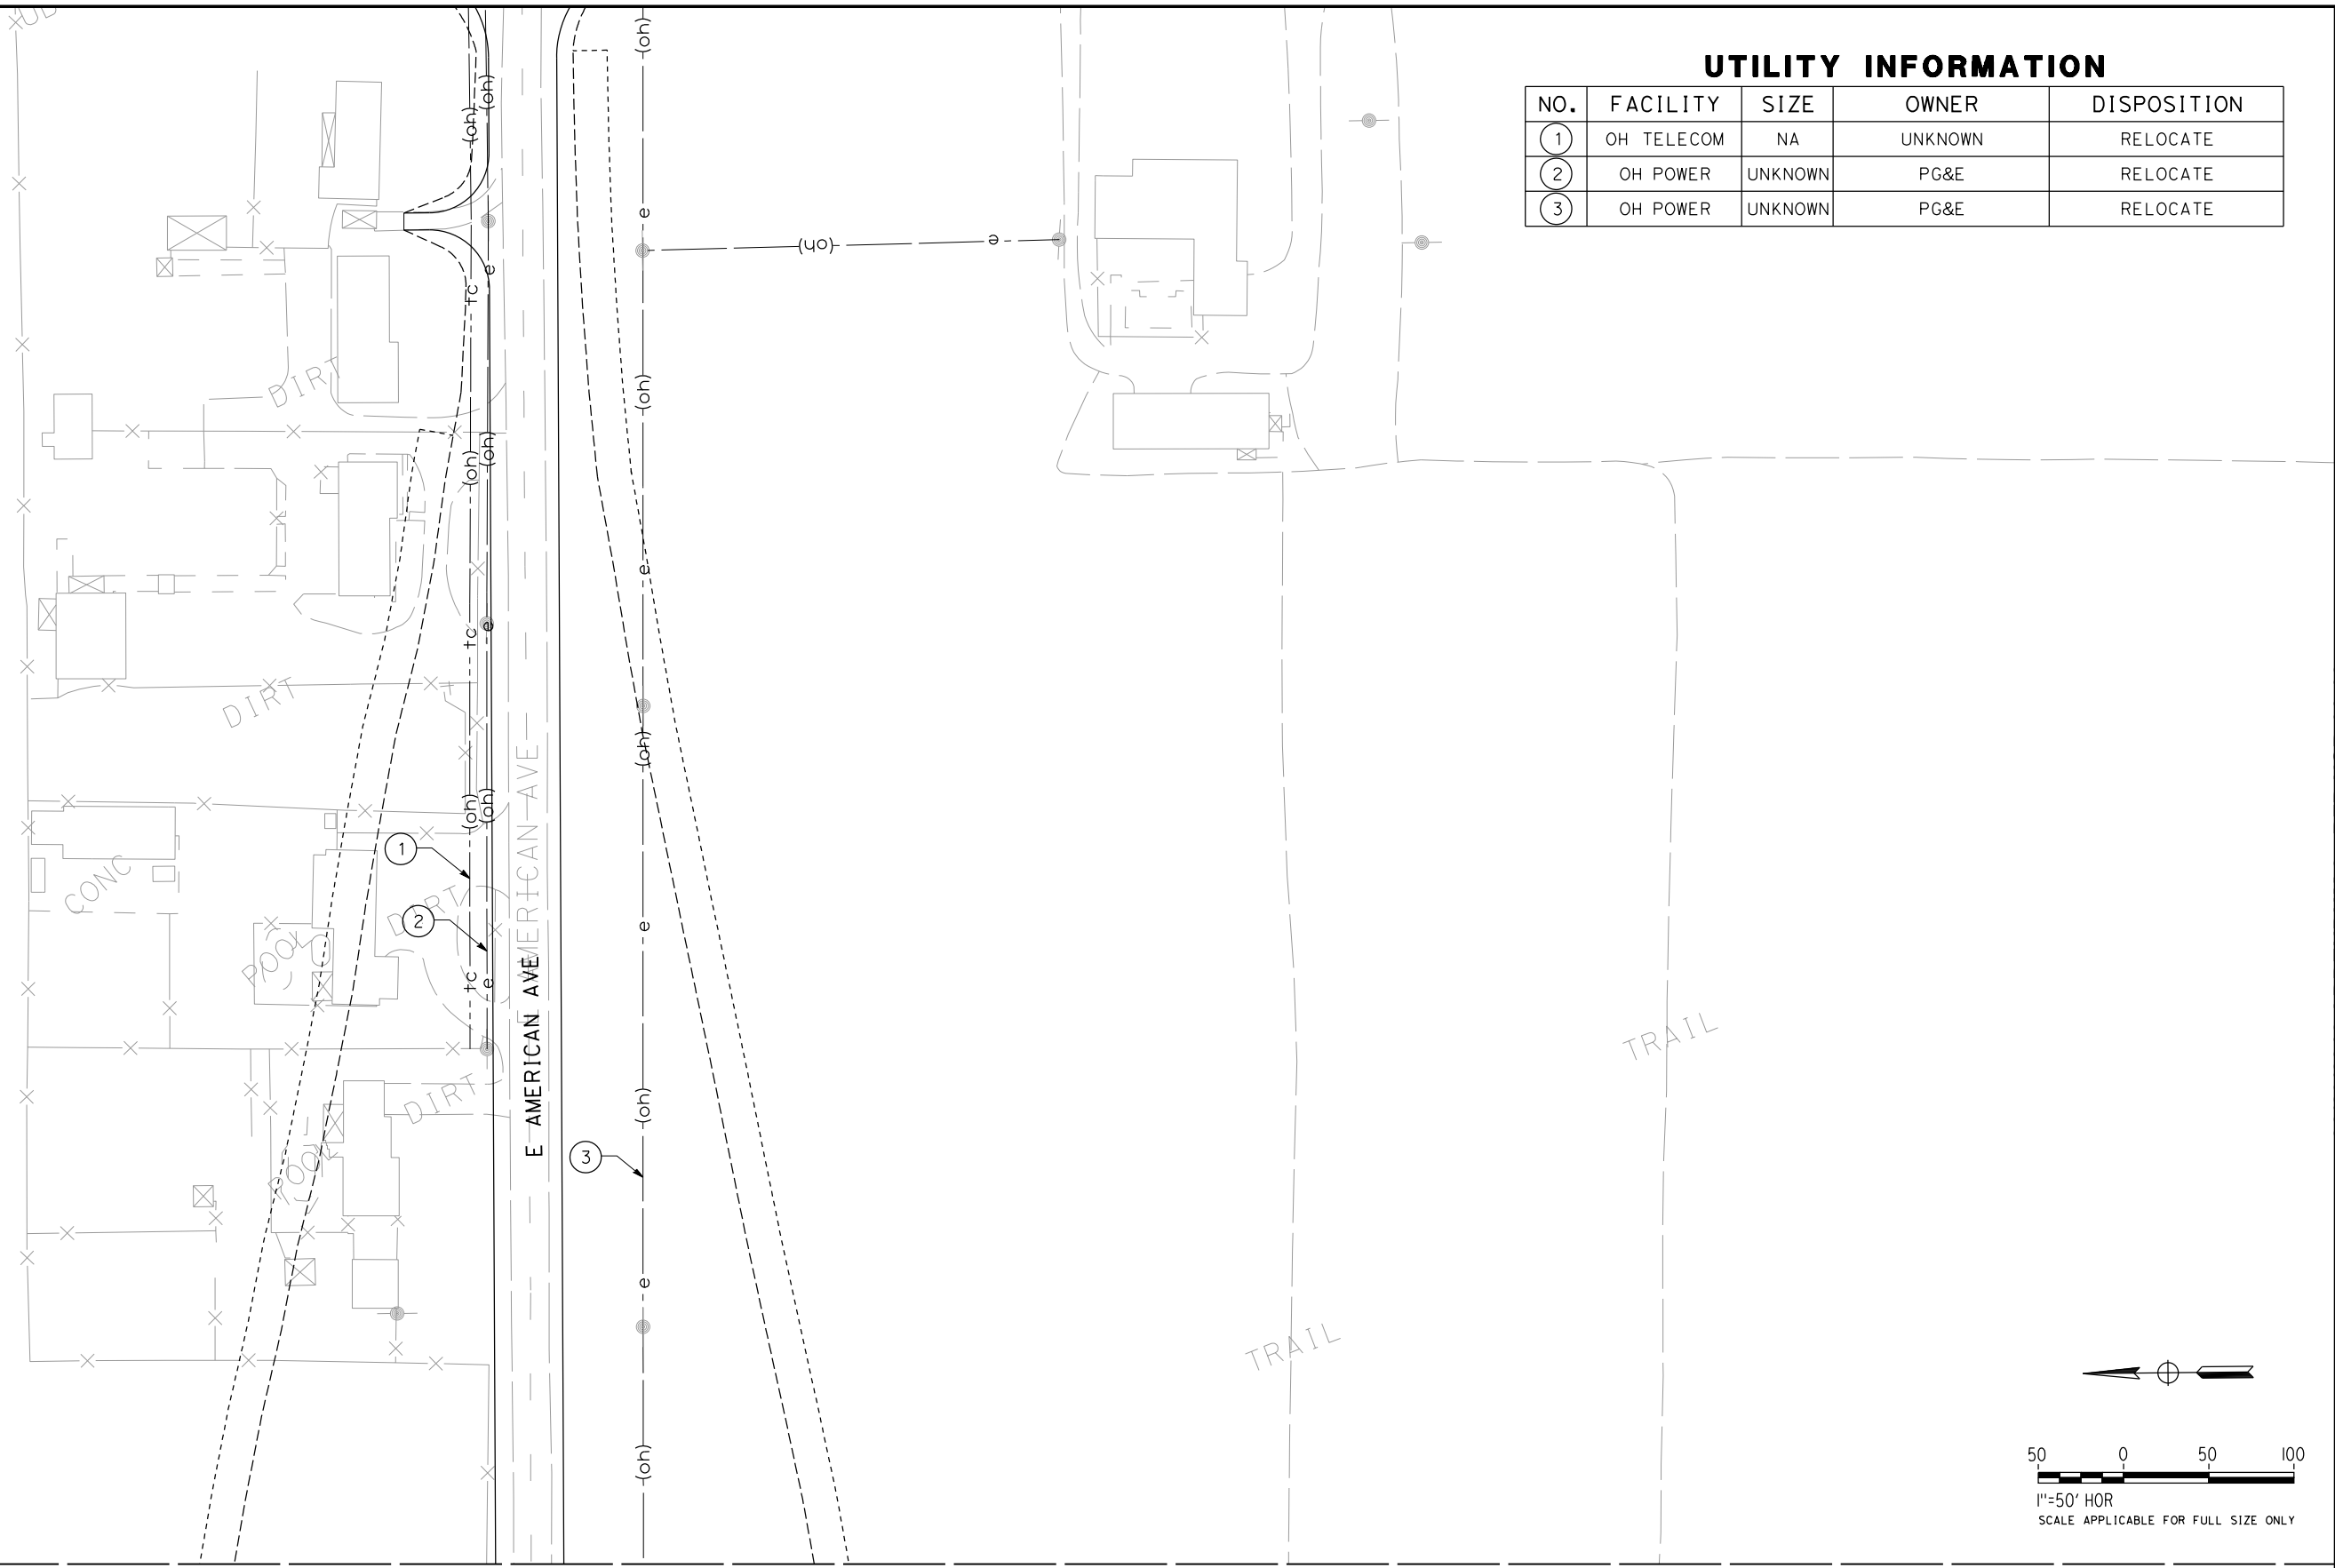 UTILITY INFORMATION
NO. FACILITY SIZE OWNER DISPOSITION
1 OH TELECOM NA UNKNOWN RELOCATE
2 OH POWER UNKNOWN PG&E RELOCATE
3 OH POWER UNKNOWN PG&E RELOCATE
(oh)
(oh)
(oh)
e
(oh)
e
e
tc
DIRT
(oh)
(oh)
(oh)
e
tc
e
DIRT
(oh)
E AMERICAN AVE
(oh)
(oh)
1
CONC
DIRT
2
POOL
e
tc
e
E AMERICAN AVE
TRAIL
DIRT
(oh)
3
POOL
e
TRAIL
(oh)
50 0 50 100
1"=50' HOR
SCALE APPLICABLE FOR FULL SIZE ONLY